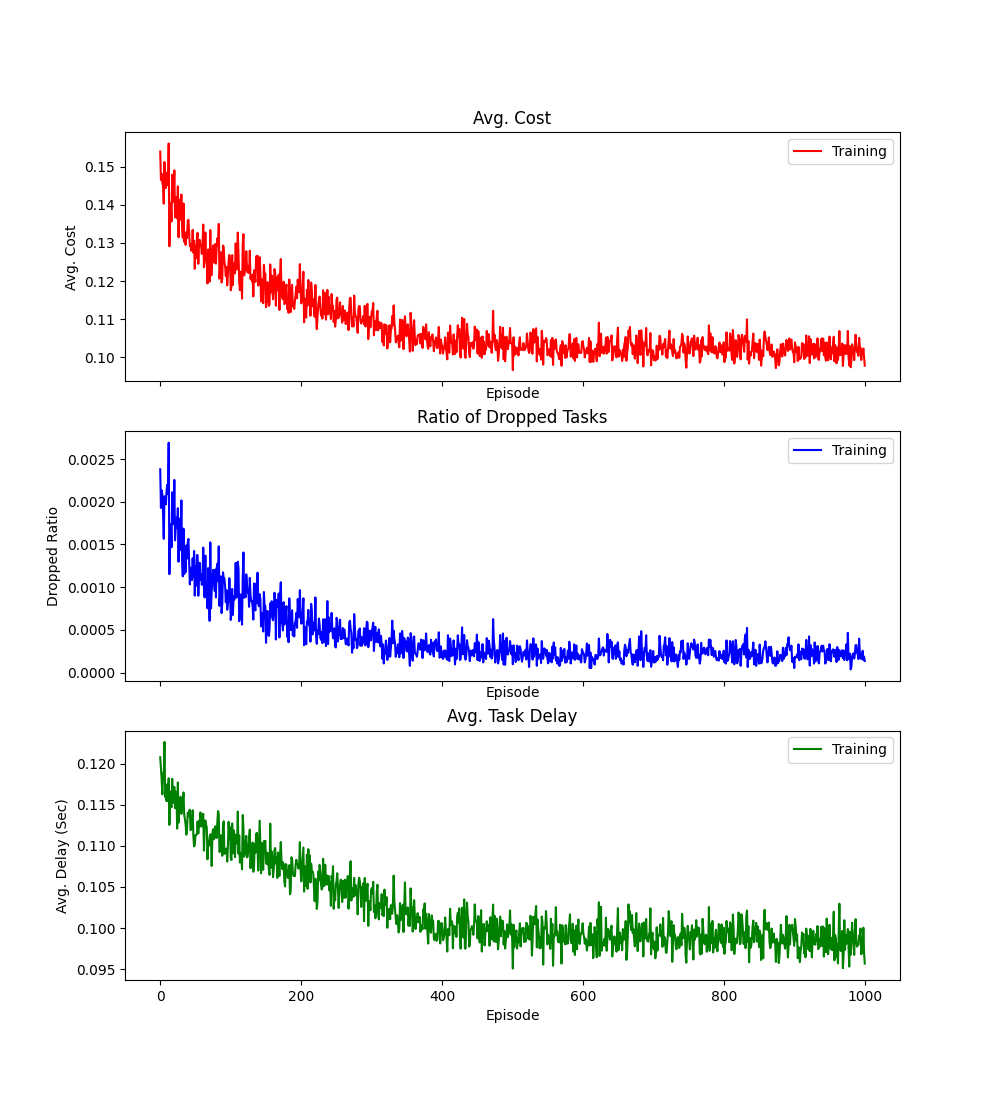 Avg. Cost
Training
0.15
0.14
0.13
0.12
0.11
0.10
Avg. Cost
Episode
Ratio of Dropped Tasks
Training
0.0025
0.0020
0.0015
0.0010
0.0005
0.0000
Dropped Ratio
Episode
Avg. Task Delay
Training
0.120
0.115
0.110
0.105
0.100
0.095
Avg. Delay (Sec)
0 200 400 600 800 1000
Episode